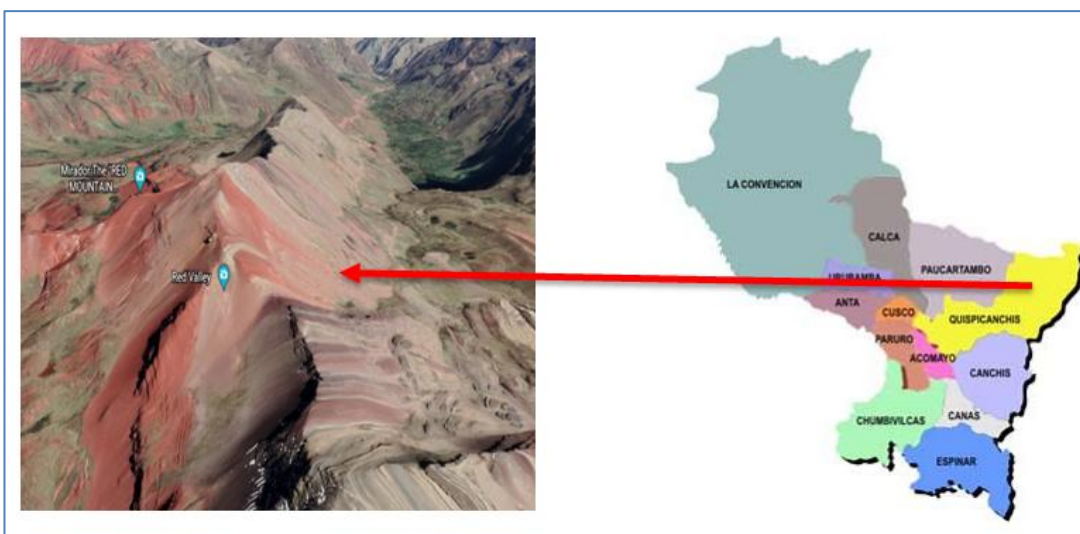 Mirador The "RED
MOUNTAIN
Red Valley
LA CONVENCION
CALCA
PAUCARTAMBO
URUBAMBA
ANTA
CUSCO
QUISPICANCHIS
PARURO
ACOMAYO
CANCHIS
CHUMBIVILCAS
CANAS
ESPINAR